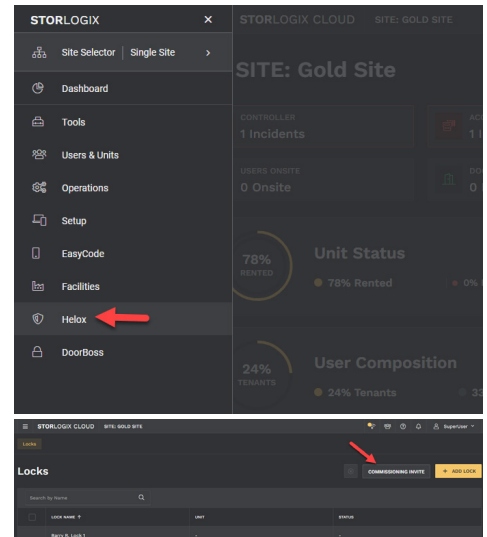 STORLOGIX ×
STORLOGIX CLOUD SITE: GOLD SITE
Site Selector | Single Site >
SITE: Gold Site
Dashboard
Tools
CONTROLLER
1 Incidents
Users & Units
Operations
USERS ONSITE
0 Onsite
Setup
EasyCode
78%
RENTED
Unit Status
78% Rented
Facilities
Helox
DoorBoss
24%
TENANTS
User Composition
24% Tenants
STORLOGIX CLOUD SITE: GOLD SITE
SuperUser
Locks
Locks
COMMISSIONING INVITE
+ ADD LOCK
Search by Name
LOCK NAME ↑
UNIT
STATUS
Barry B. Lock 1
-
-